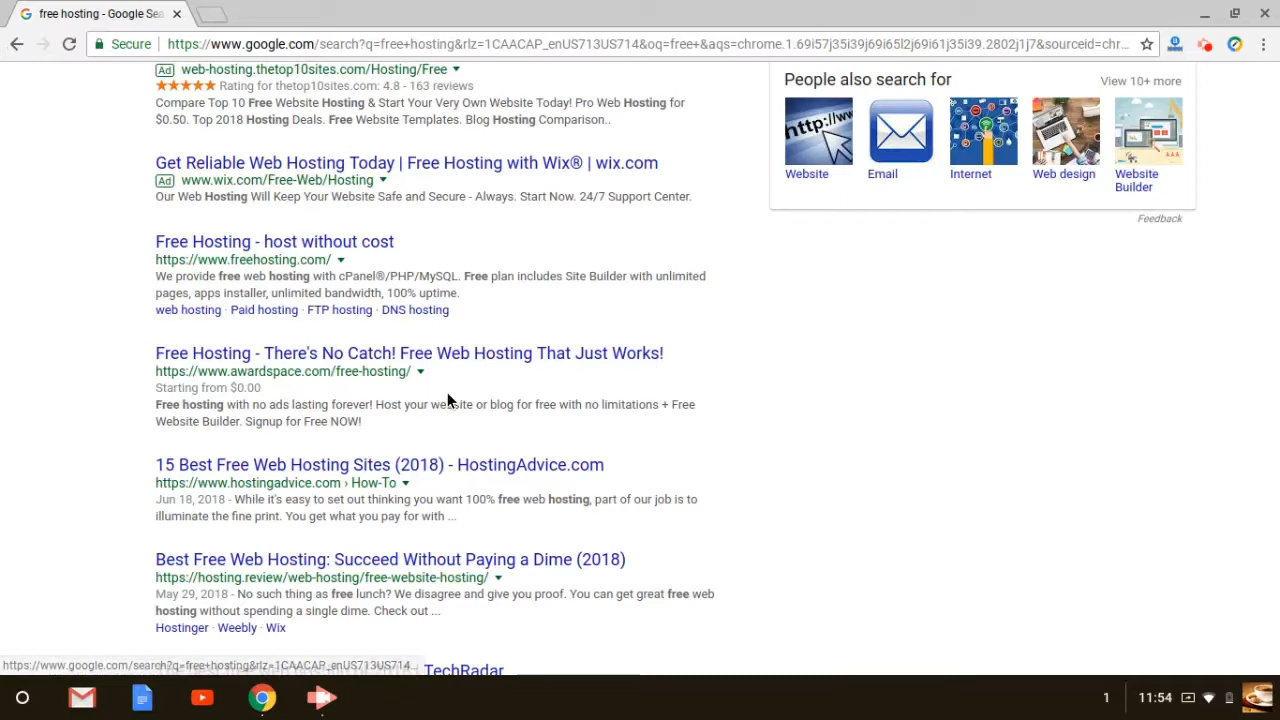 free hosting - Google Sea
Secure
https://www.google.com/search?q=free+hosting&rlz=1CAACAP_enUS713US714&oq=free+&aqs=chrome.1.69i57j35i39j69i65l2j69i61j35i39.2802j1j7&sourceid=chr...
Ad web-hosting.thetop10sites.com/Hosting/Free
Rating for thetop10sites.com: 4.8 - 163 reviews
Compare Top 10 Free Website Hosting & Start Your Very Own Website Today! Pro Web Hosting for
$0.50. Top 2018 Hosting Deals. Free Website Templates. Blog Hosting Comparison..
Get Reliable Web Hosting Today | Free Hosting with Wix® | wix.com
Ad www.wix.com/Free-Web/Hosting
Our Web Hosting Will Keep Your Website Safe and Secure - Always. Start Now. 24/7 Support Center.
Free Hosting - host without cost
https://www.freehosting.com/
We provide free web hosting with cPanel®/PHP/MySQL. Free plan includes Site Builder with unlimited
pages, apps installer, unlimited bandwidth, 100% uptime.
web hosting · Paid hosting · FTP hosting · DNS hosting
Free Hosting - There's No Catch! Free Web Hosting That Just Works!
https://www.awardspace.com/free-hosting/
Starting from $0.00
Free hosting with no ads lasting forever! Host your website or blog for free with no limitations + Free
Website Builder. Signup for Free NOW!
15 Best Free Web Hosting Sites (2018) - HostingAdvice.com
https://www.hostingadvice.com › How-To
Jun 18, 2018 - While it's easy to set out thinking you want 100% free web hosting, part of our job is to
illuminate the fine print. You get what you pay for with ...
Best Free Web Hosting: Succeed Without Paying a Dime (2018)
https://hosting.review/web-hosting/free-website-hosting/
May 29, 2018 - No such thing as free lunch? We disagree and give you proof. You can get great free web
hosting without spending a single dime. Check out ...
Hostinger · Weebly · Wix
TechRadar
People also search for
View 10+ more
http://ww
Website
Email
Internet
Web design
Website
Builder
Feedback
https://www.google.com/search?q=free+hosting&rlz=1CAACAP_enUS713US714...
1
11:54